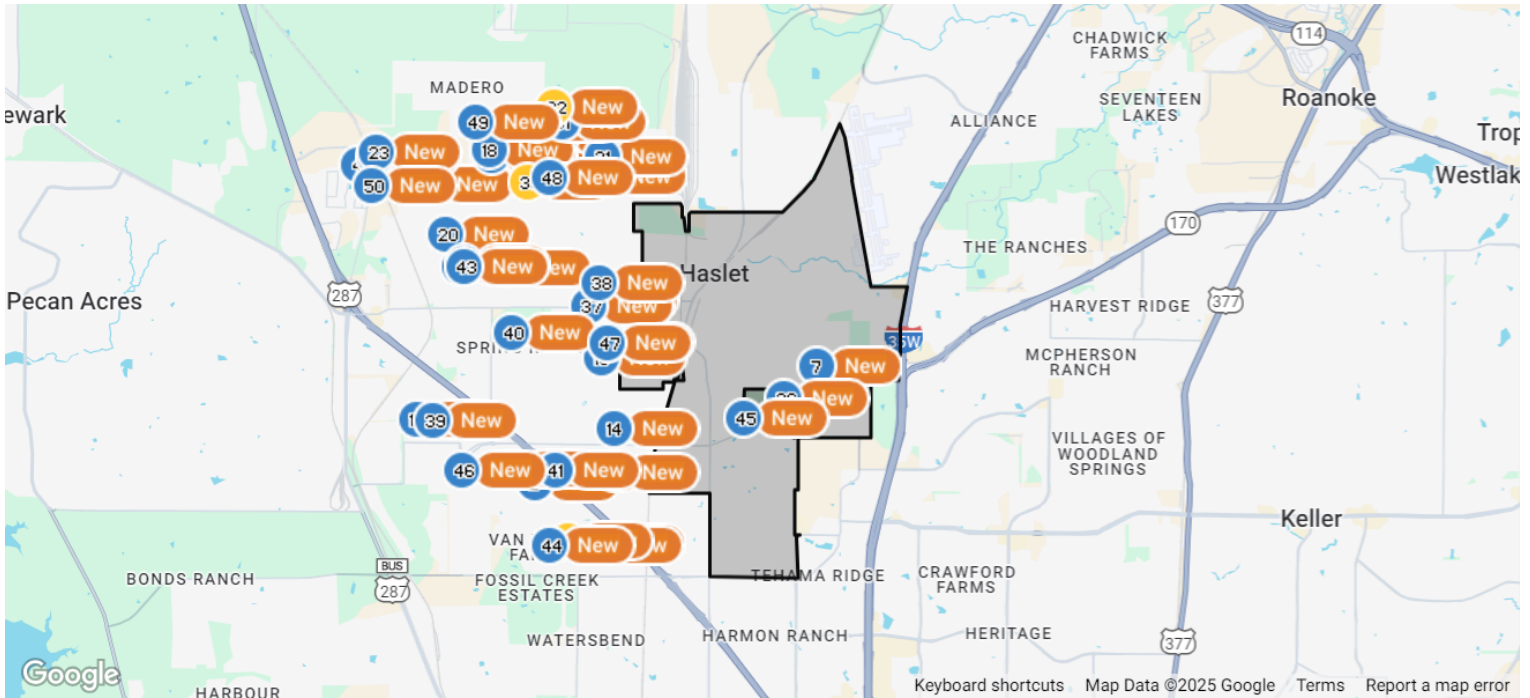 CHADWICK
FARMS
114
MADERO
Roanoke
SEVENTEEN
LAKES
ewark
ALLIANCE
Trop
49 New
New
23 New
18 New
New
Westlak
50 New
New
48 New
New
170
20 New
THE RANCHES
43 New
Haslet
38 New
287
Pecan Acres
377
HARVEST RIDGE
37 New
40 New
35W
47 New
MCPHERSON
RANCH
7 New
New
45 New
39 New
14 New
VILLAGES OF
WOODLAND
SPRINGS
46 New
41 New
New
Keller
44 New
VAN
BUS
287
BONDS RANCH
FOSSIL CREEK
ESTATES
TEHAMA RIDGE
CRAWFORD
FARMS
WATERSBEND
HARMON RANCH
HERITAGE
377
Google
HARBOUR
Keyboard shortcuts Map Data ©2025 Google Terms Report a map error